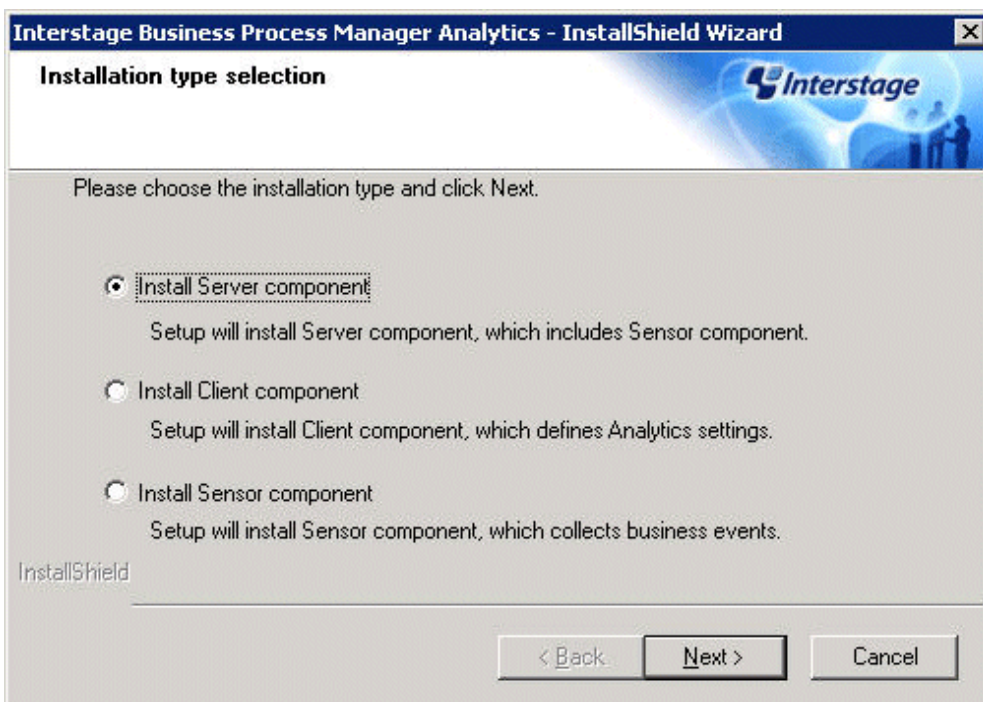 Interstage Business Process Manager Analytics - InstallShield Wizard
Installation type selection
Interstage
Please choose the installation type and click Next.
Install Server component
Setup will install Server component, which includes Sensor component.
Install Client component
Setup will install Client component, which defines Analytics settings.
Install Sensor component
Setup will install Sensor component, which collects business events.
InstallShield
< Back Next > Cancel